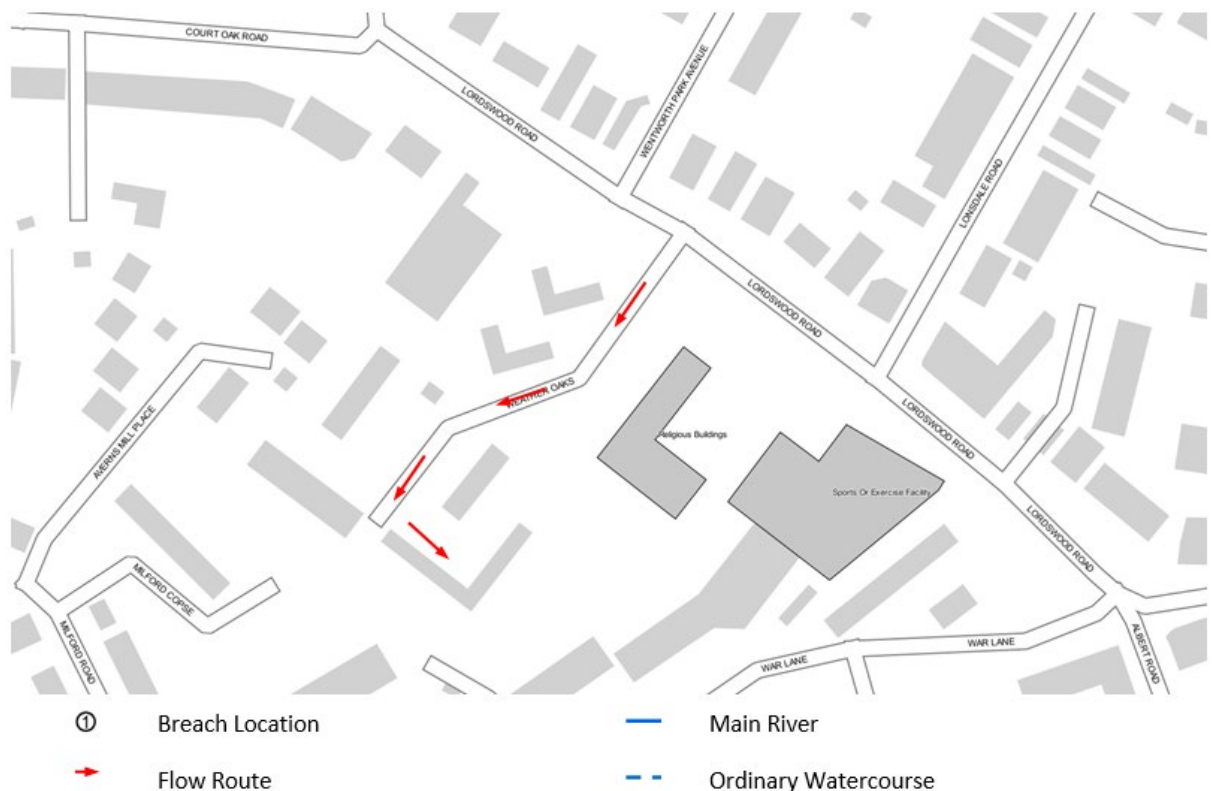 COURT OAK ROAD
LORDSWOOD ROAD
WENTWORTH PARK AVENUE
LONSDALE ROAD
LORDSWOOD ROAD
WEATHER OAKS
LORDSWOOD ROAD
AVERNS MILL PLACE
Religious Buildings
Sports Or Exercise Facility
LORDSWOOD ROAD
MILFORD COPSE
MILFORD ROAD
WAR LANE
WAR LANE
ALBERT ROAD
① Breach Location
Main River
Flow Route
Ordinary Watercourse